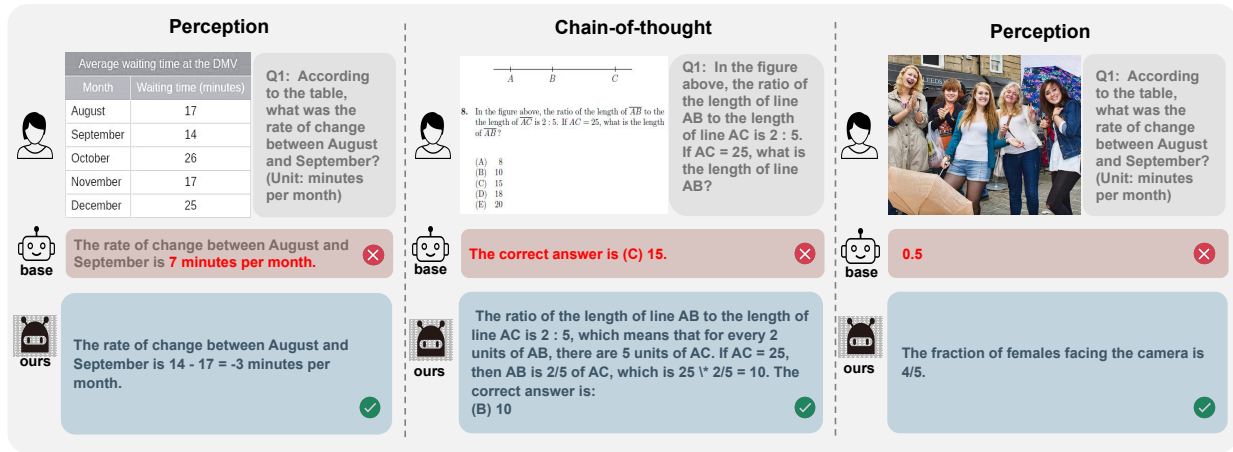 Perception
Average waiting time at the DMV
Month Waiting time (minutes)
August 17
September 14
October 26
November 17
December 25
Q1: According
to the table,
what was the
rate of change
between August
and September?
(Unit: minutes
per month)
base
The rate of change between August and
September is 7 minutes per month.
ours
The rate of change between August and
September is 14 - 17 = -3 minutes per
month.
Chain-of-thought
A B C
8. In the figure above, the ratio of the length of AB to the
the length of AC is 2 : 5. If AC = 25, what is the length
of AB ?
(A) 8
(B) 10
(C) 15
(D) 18
(E) 20
Q1: In the figure
above, the ratio of
the length of line
AB to the length
of line AC is 2 : 5.
If AC = 25, what is
the length of line
AB?
base
The correct answer is (C) 15.
ours
The ratio of the length of line AB to the length of
line AC is 2 : 5, which means that for every 2
units of AB, there are 5 units of AC. If AC = 25,
then AB is 2/5 of AC, which is 25 \* 2/5 = 10. The
correct answer is:
(B) 10
Perception
Q1: According
to the table,
what was the
rate of change
between August
and September?
(Unit: minutes
per month)
base
0.5
ours
The fraction of females facing the camera is
4/5.